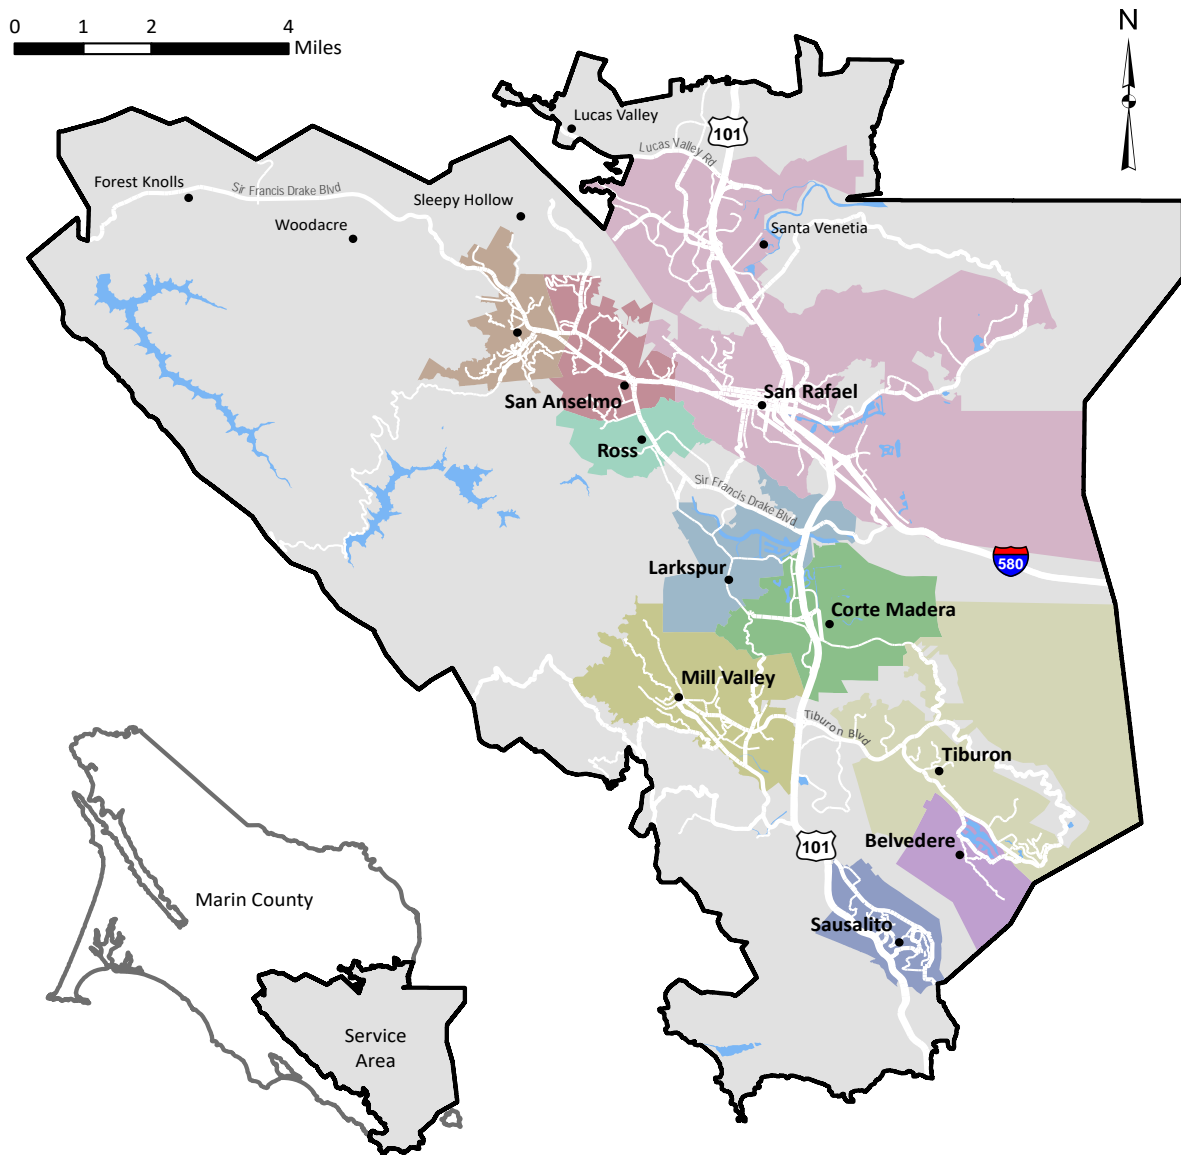 0 1 2 4
Miles
N
Lucas Valley
101
Lucas Valley Rd
Forest Knolls
Sir Francis Drake Blvd
Sleepy Hollow
Woodacre
Santa Venetia
San Anselmo
San Rafael
Ross
Sir Francis Drake Blvd
580
Larkspur
Corte Madera
Mill Valley
Tiburon Blvd
Tiburon
101
Belvedere
Marin County
Sausalito
Service
Area